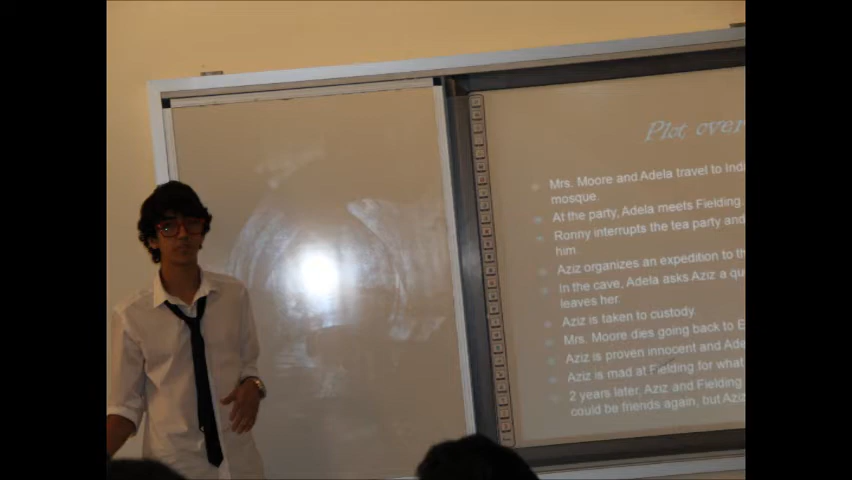 Plot over
Mrs. Moore and Adela travel to Indi
mosque.
At the party, Adela meets Fielding
Ronny interrupts the tea party and
him.
Aziz organizes an expedition to th
In the cave, Adela asks Aziz a qu
leaves her.
Aziz is taken to custody.
Mrs. Moore dies going back to E
Aziz is proven innocent and Ade
Aziz is mad at Fielding for what
2 years later, Aziz and Fielding
could be friends again, but Aziz